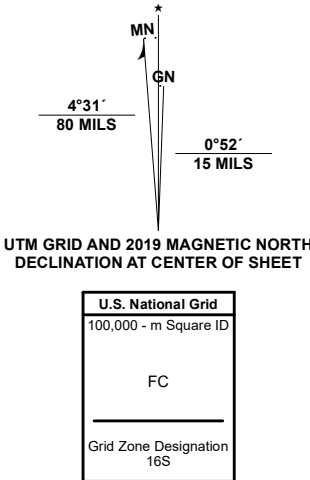 MN
GN
4°31´
80 MILS
0°52´
15 MILS
UTM GRID AND 2019 MAGNETIC NORTH
DECLINATION AT CENTER OF SHEET
U.S. National Grid
100,000 - m Square ID
FC
Grid Zone Designation
16S